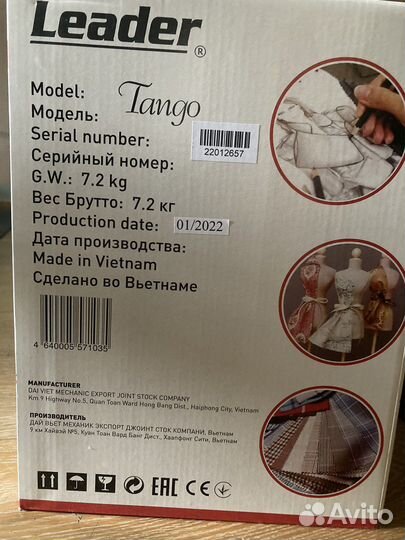 Leader ®
Model: Tango
Модель:
Serial number:
22012657
Серийный номер:
G.W.: 7.2 kg
Вес Брутто: 7.2 кг
Production date: 01/2022
Дата производства:
Made in Vietnam
Сделано во Вьетнаме
4 640005 571035
MANUFACTURER
DAI VIET MECHANIC EXPORT JOINT STOCK COMPANY
Km 9 Highway No.5, Quan Toan Ward Hong Bang Dist., Haiphong City, Vietnam
ПРОИЗВОДИТЕЛЬ
ДАЙ ВЬЕТ МЕХАНИК ЭКСПОРТ ДЖОИНТ СТОК КОМПАНИ, Вьетнам
9 км Хайвэй №5, Куан Тоан Вард Банг Дист., Хаапфонг Сити, Вьетнам
EAC CE
Avito